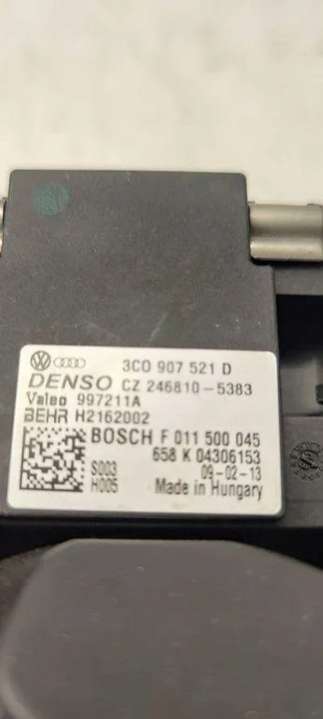 3C0 907 521 D
DENSO CZ 246810-5383
Valeo 997211A
BEHR H2162002
BOSCH F 011 500 045
658 K 04306153
S003 09-02-13
H005 Made in Hungary